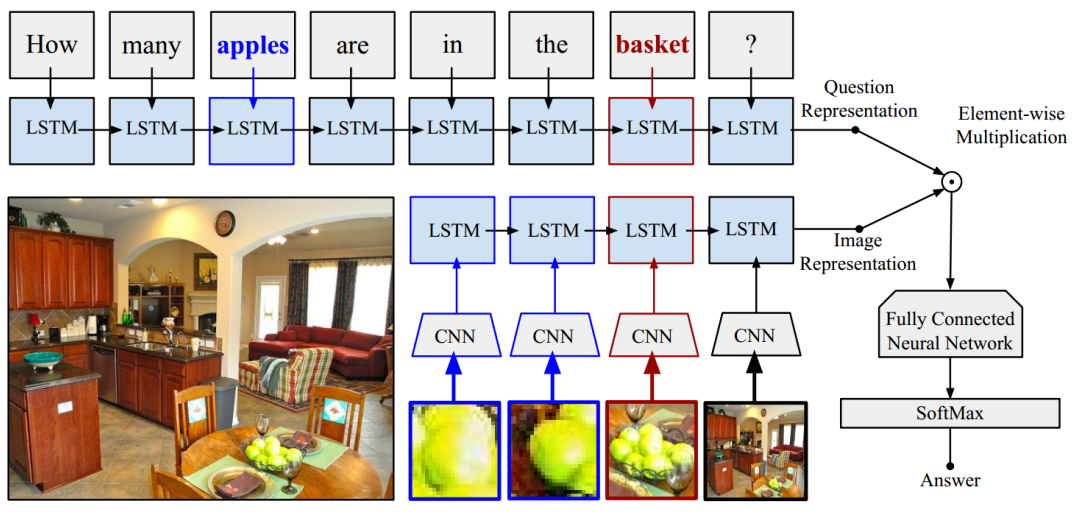 How many apples are in the basket ?
LSTM LSTM LSTM LSTM LSTM LSTM LSTM LSTM
Question
Representation
Element-wise
Multiplication
LSTM LSTM LSTM LSTM
Image
Representation
CNN CNN CNN CNN
Fully Connected
Neural Network
SoftMax
Answer